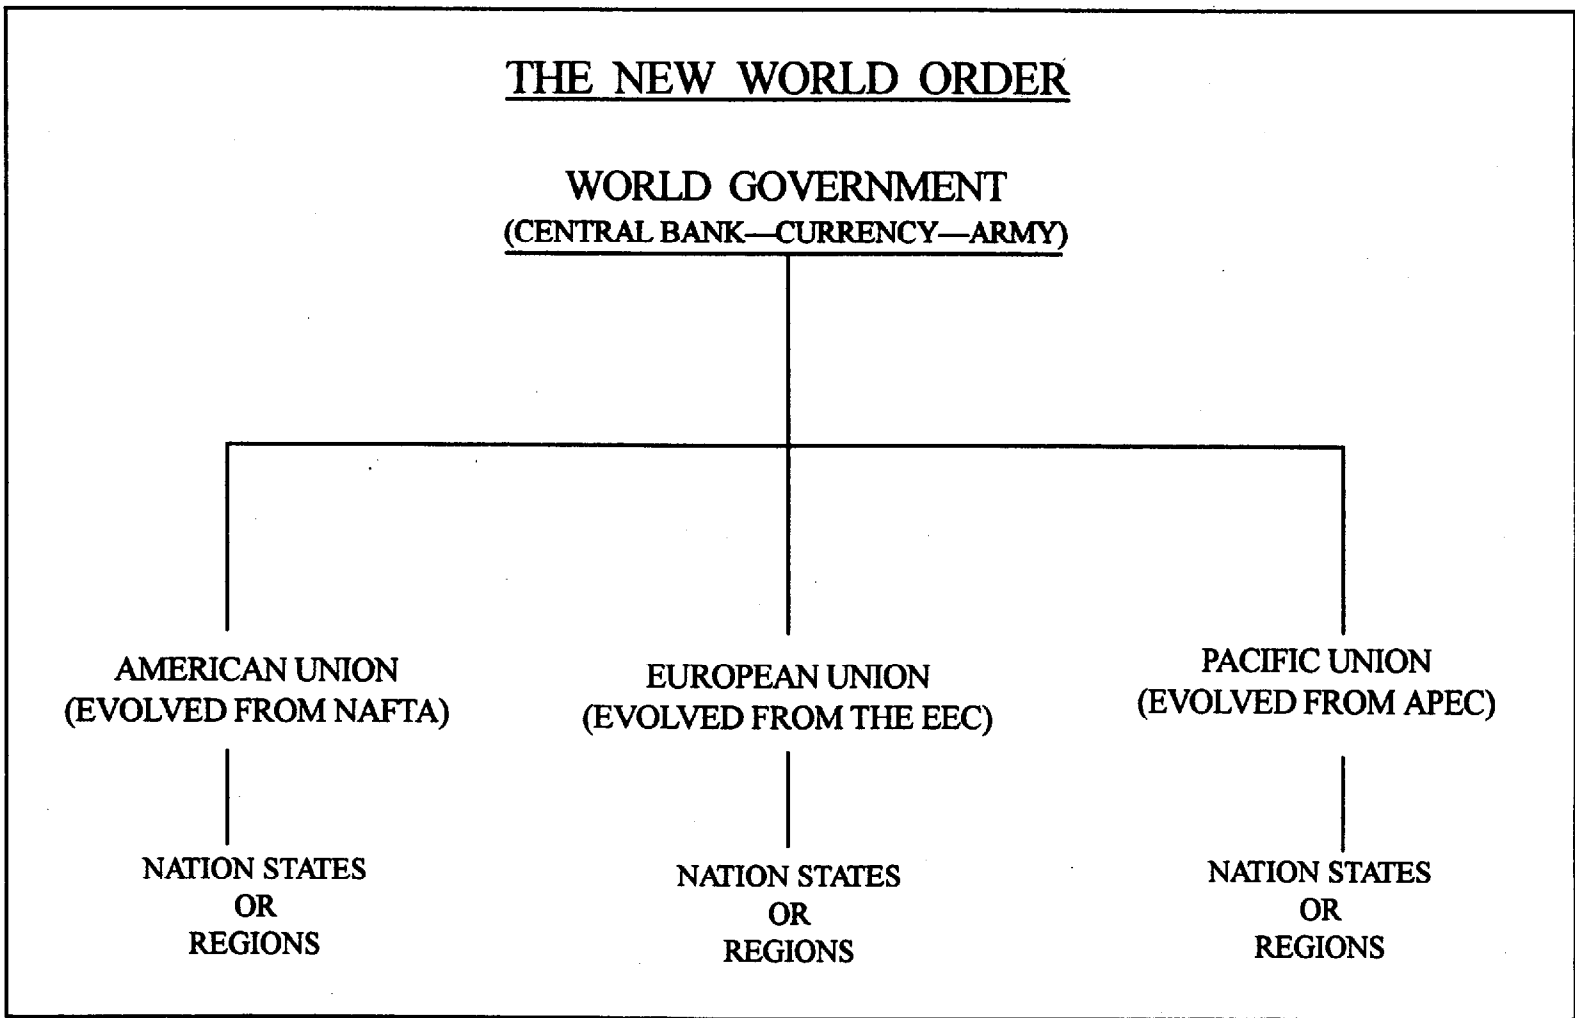 THE NEW WORLD ORDER
WORLD GOVERNMENT
(CENTRAL BANK—CURRENCY—ARMY)
AMERICAN UNION
(EVOLVED FROM NAFTA)
EUROPEAN UNION
(EVOLVED FROM THE EEC)
PACIFIC UNION
(EVOLVED FROM APEC)
NATION STATES
OR
REGIONS
NATION STATES
OR
REGIONS
NATION STATES
OR
REGIONS